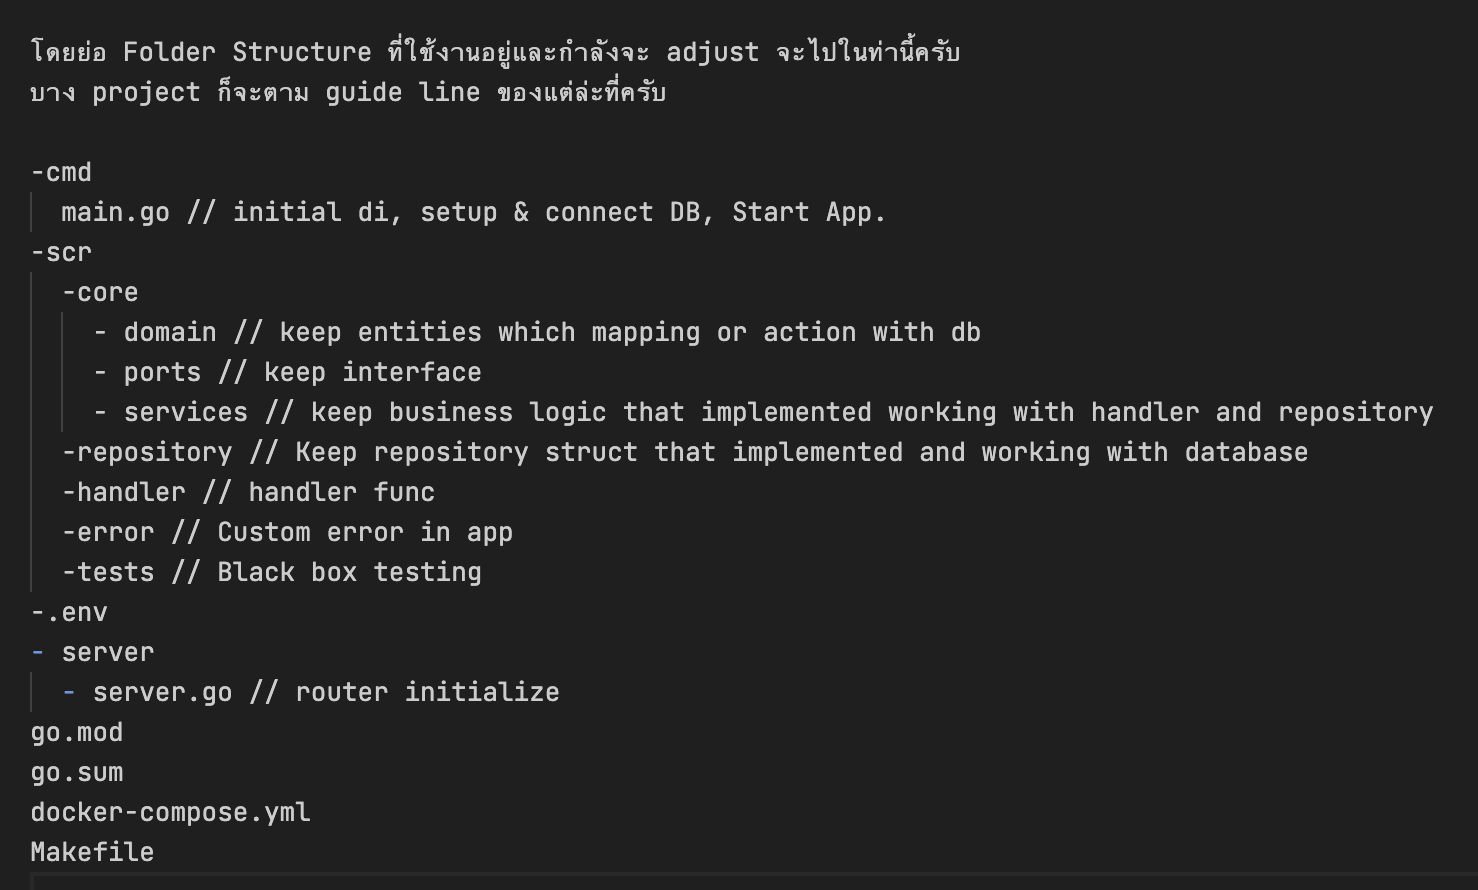 โดยย่อ Folder Structure ที่ใช้งานอยู่และกำลังจะ adjust จะไปในท่านี้ครับ
บาง project ก็จะตาม guide line ของแต่ล่ะที่ครับ
-cmd
main.go // initial di, setup & connect DB, Start App.
-scr
-core
- domain // keep entities which mapping or action with db
- ports // keep interface
- services // keep business logic that implemented working with handler and repository
-repository // Keep repository struct that implemented and working with database
-handler // handler func
-error // Custom error in app
-tests // Black box testing
-.env
- server
- server.go // router initialize
go.mod
go.sum
docker-compose.yml
Makefile